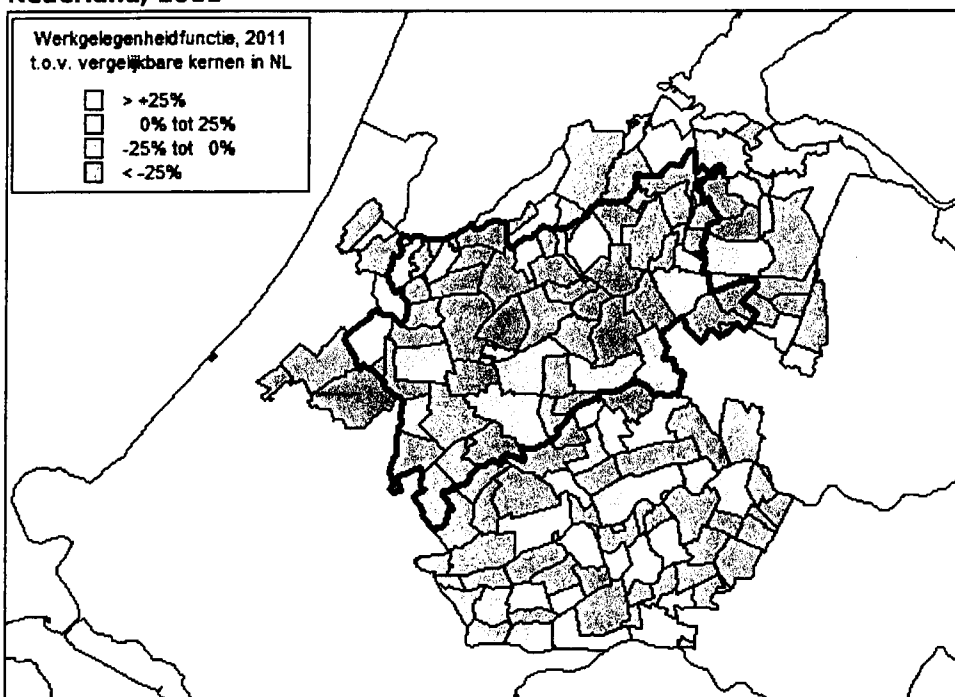 Werkgelegenheidfunctie, 2011
t.o.v. vergelijkbare kernen in NL
> +25%
0% tot 25%
-25% tot 0%
< -25%